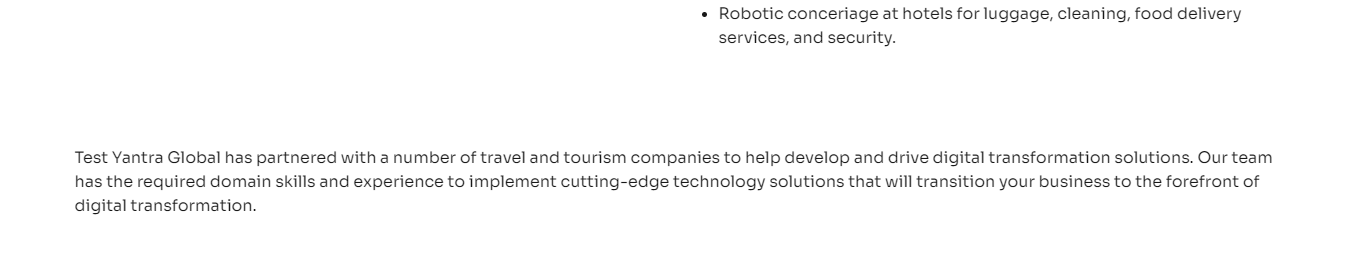 • Robotic conceriage at hotels for luggage, cleaning, food delivery
services, and security.
Test Yantra Global has partnered with a number of travel and tourism companies to help develop and drive digital transformation solutions. Our team
has the required domain skills and experience to implement cutting-edge technology solutions that will transition your business to the forefront of
digital transformation.